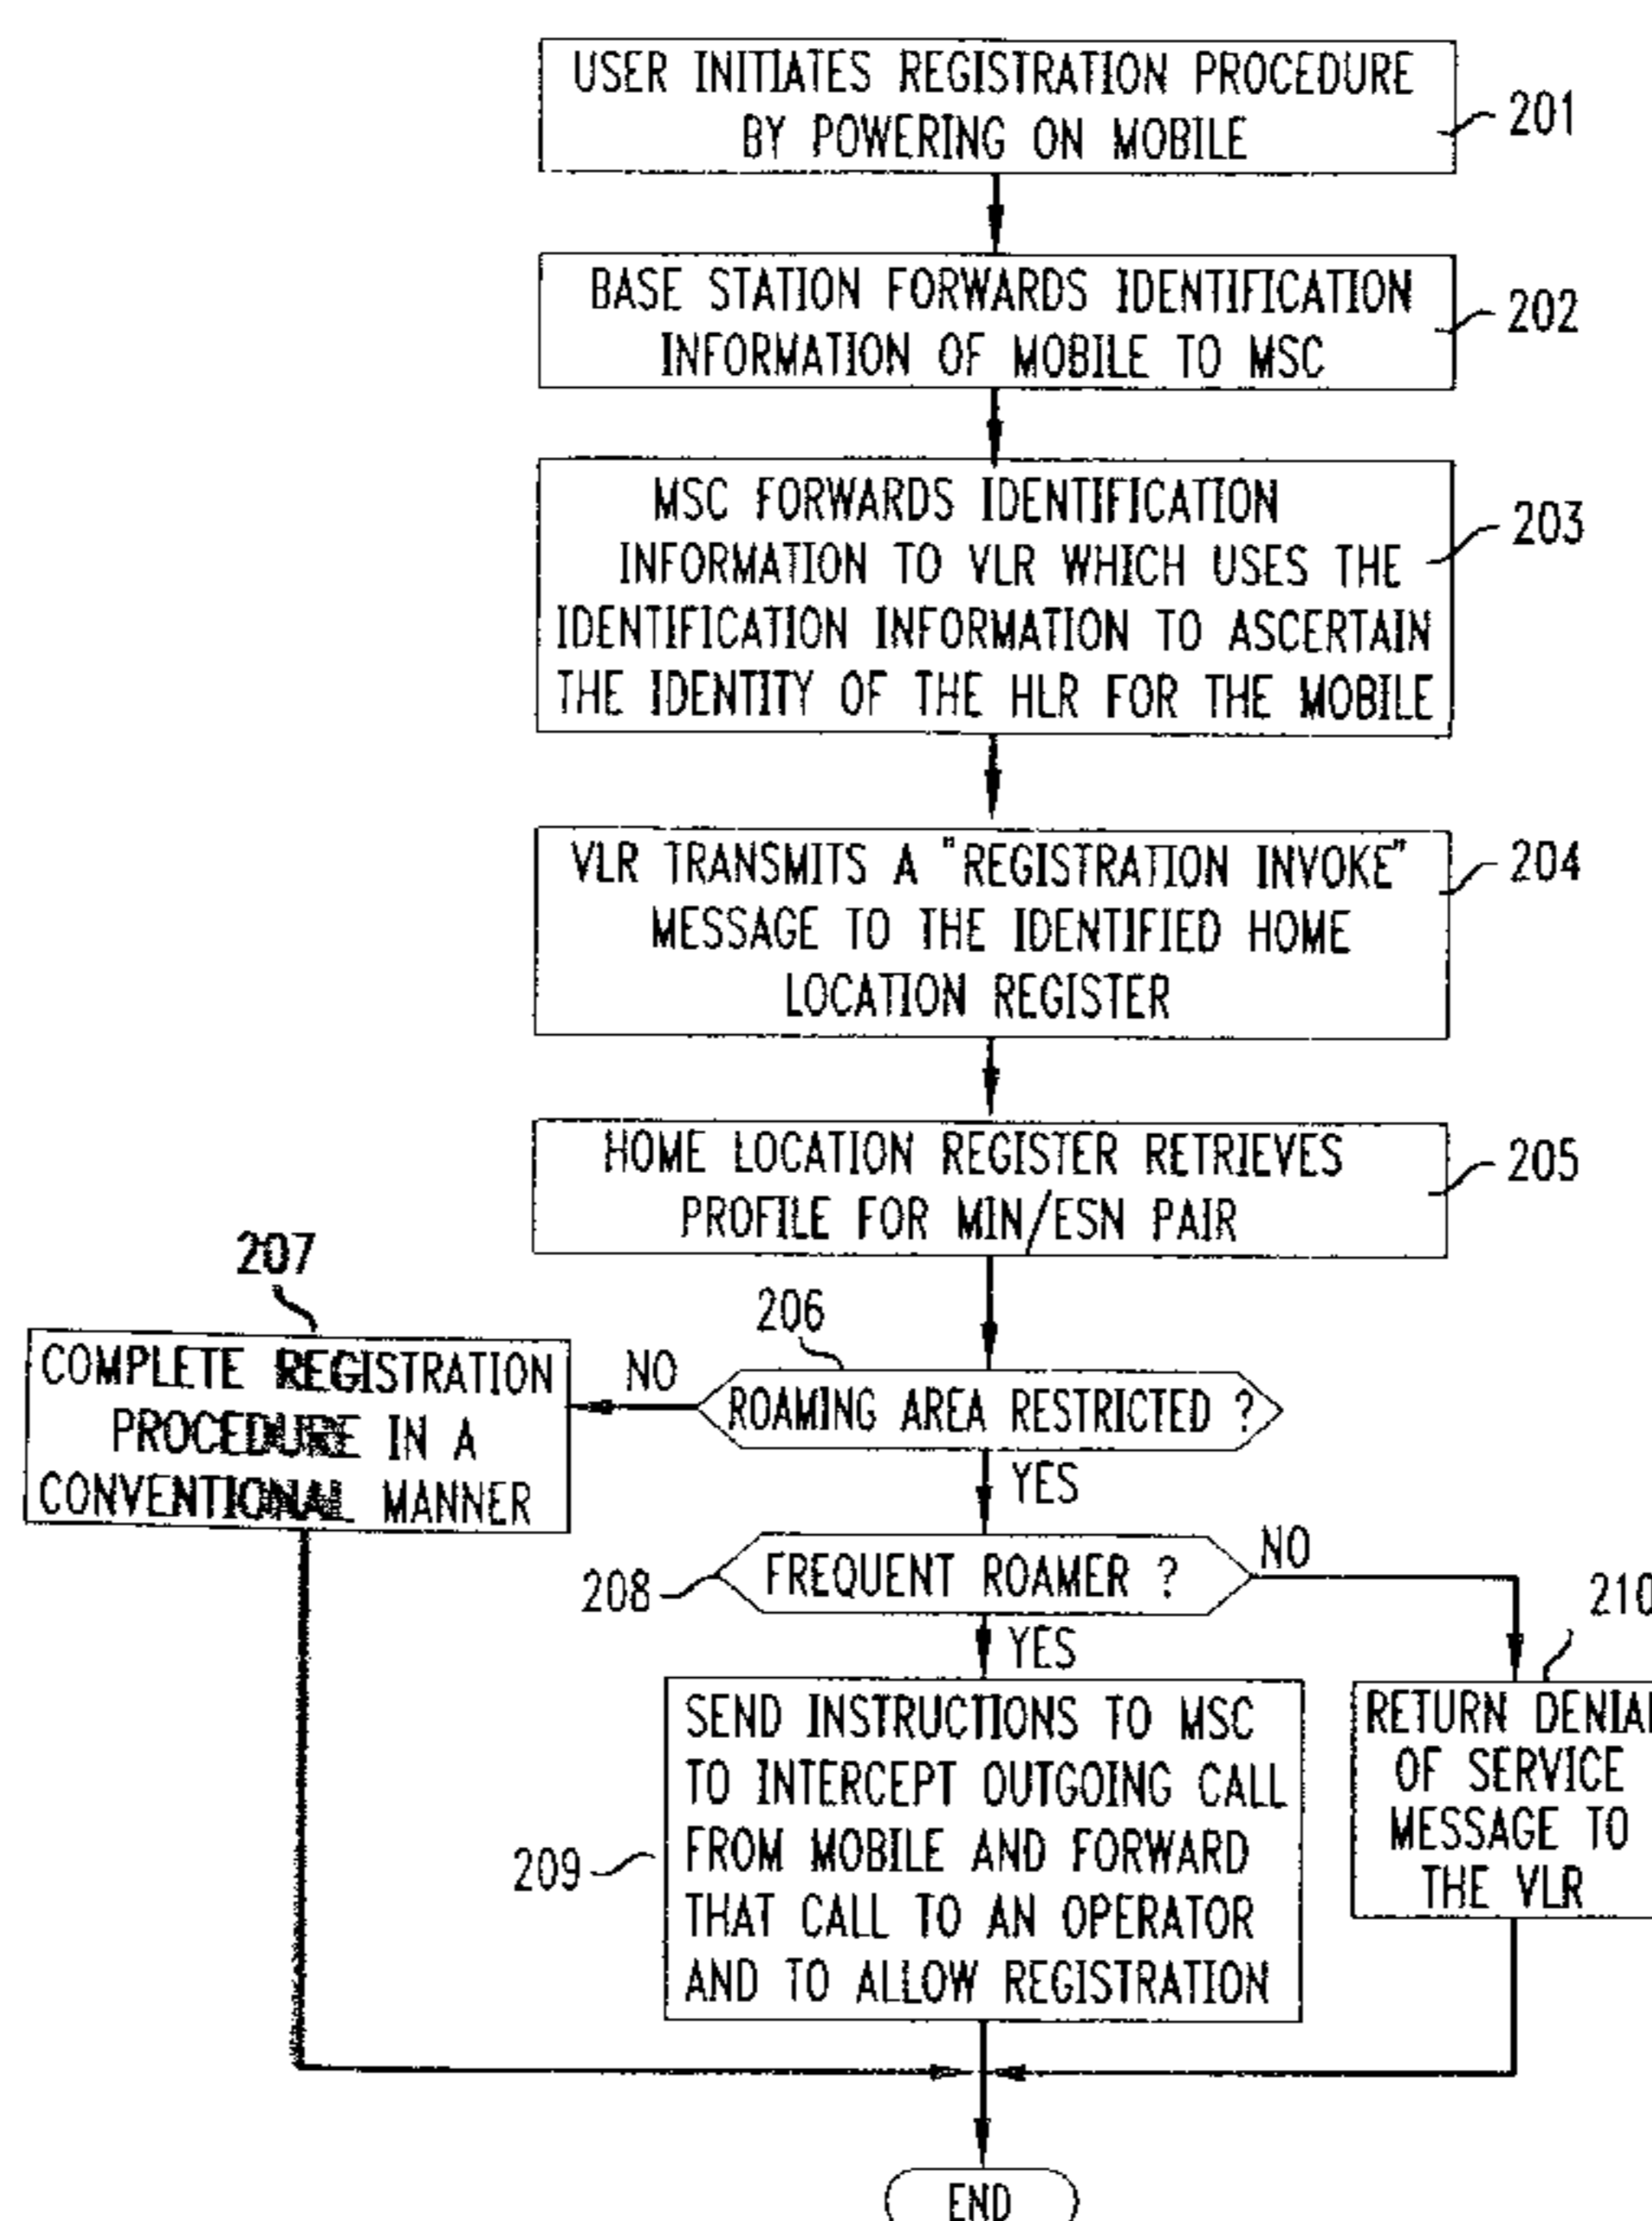 USER INITIATES REGISTRATION PROCEDURE
BY POWERING ON MOBILE
201
BASE STATION FORWARDS IDENTIFICATION
INFORMATION OF MOBILE TO MSC
202
MSC FORWARDS IDENTIFICATION
INFORMATION TO VLR WHICH USES THE
IDENTIFICATION INFORMATION TO ASCERTAIN
THE IDENTITY OF THE HLR FOR THE MOBILE
203
VLR TRANSMITS A "REGISTRATION INVOKE"
MESSAGE TO THE IDENTIFIED HOME
LOCATION REGISTER
204
HOME LOCATION REGISTER RETRIEVES
PROFILE FOR MIN/ESN PAIR
205
206
ROAMING AREA RESTRICTED ?
NO
YES
207
COMPLETE REGISTRATION
PROCEDURE IN A
CONVENTIONAL MANNER
208
FREQUENT ROAMER ?
NO
YES
209
SEND INSTRUCTIONS TO MSC
TO INTERCEPT OUTGOING CALL
FROM MOBILE AND FORWARD
THAT CALL TO AN OPERATOR
AND TO ALLOW REGISTRATION
210
RETURN DENIAL
OF SERVICE
MESSAGE TO
THE VLR
END